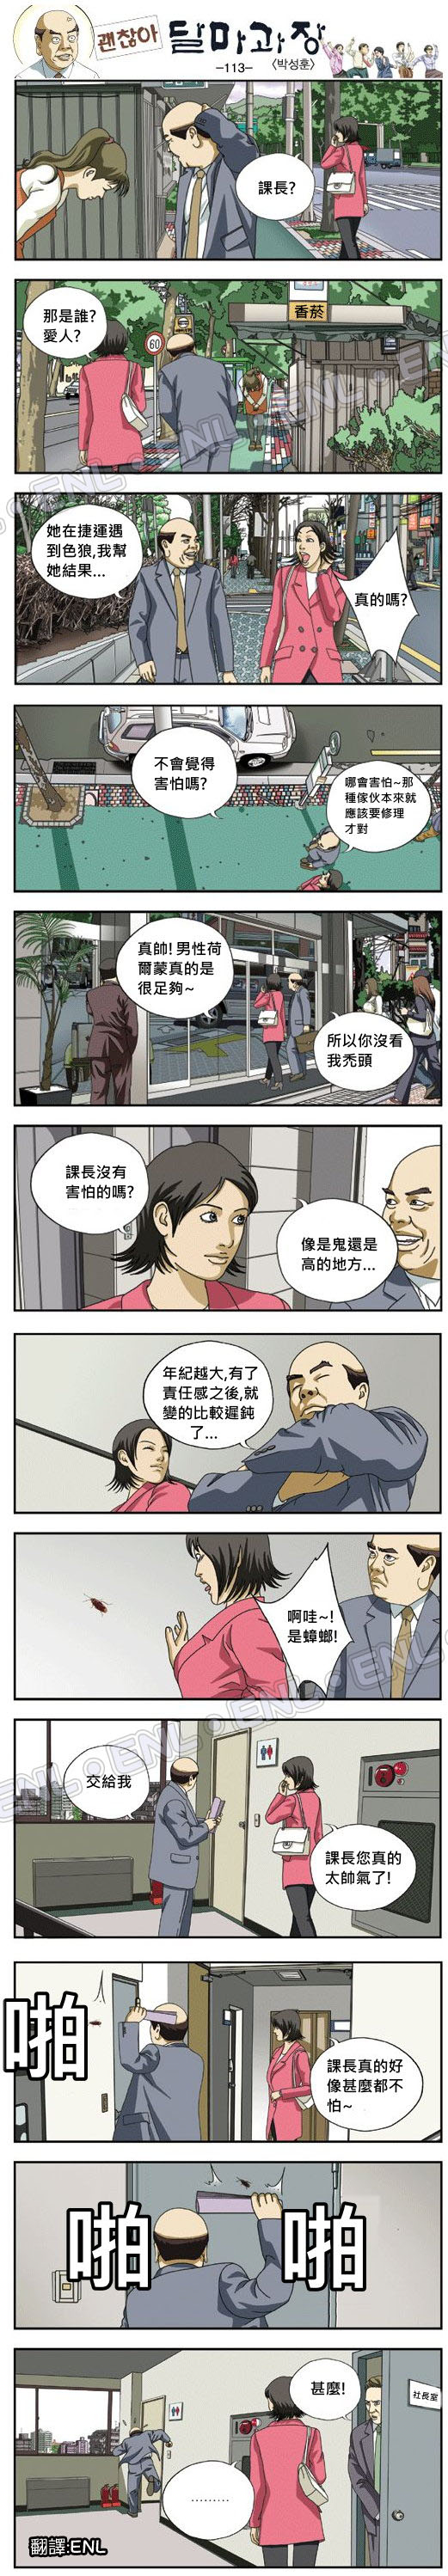 괜찮아 달마과장
-113- <박성훈>
課長?
那是誰?
愛人?
香菸
60
她在捷運遇
到色狼,我幫
她結果...
真的嗎?
不會覺得
害怕嗎?
哪會害怕~那
種傢伙本來就
應該要修理
才對
真帥!男性荷
爾蒙真的是
很足夠~
所以你沒看
我禿頭
課長沒有
害怕的嗎?
像是鬼還是
高的地方...
年紀越大,有了
責任感之後,就
變的比較遲鈍
了...
啊哇~!
是蟑螂!
交給我
課長您真的
太帥氣了!
啪
課長真的好
像甚麼都不
怕~
啪
啪
甚麼!
社長室
.........
翻譯:ENL
ENL
ENL
ENL
ENL
ENL
ENL
ENL
ENL